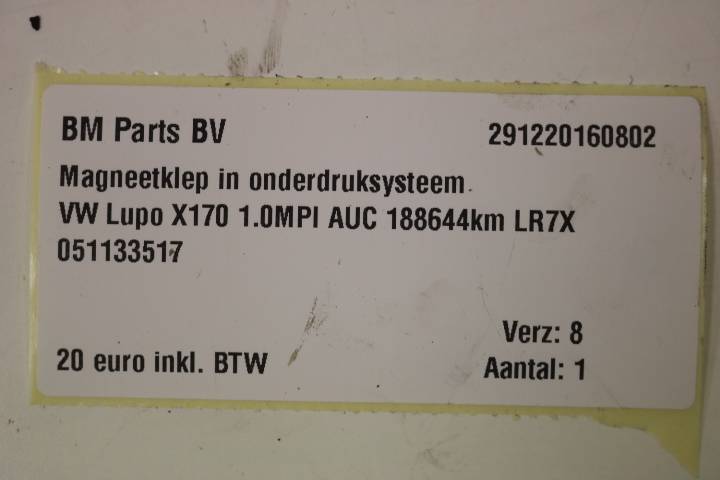 BM Parts BV 291220160802
Magneetklep in onderdruksysteem
VW Lupo X170 1.0MPI AUC 188644km LR7X
051133517
Verz: 8
20 euro inkl. BTW Aantal: 1